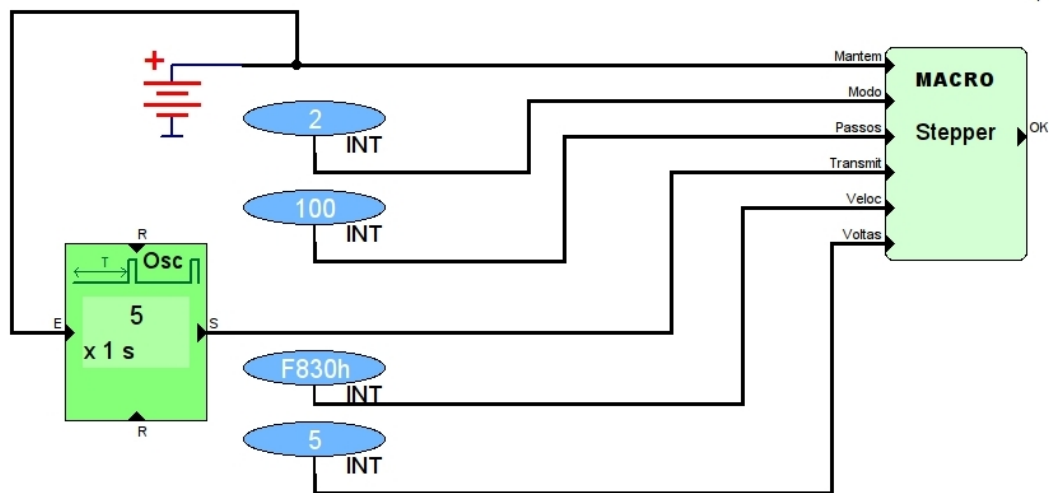 +
Mantem
MACRO
2
INT
Modo
Passos
Stepper
OK
Transmit
100
INT
Veloc
R
T
Osc
Voltas
5
E
S
x 1 s
F830h
INT
R
5
INT